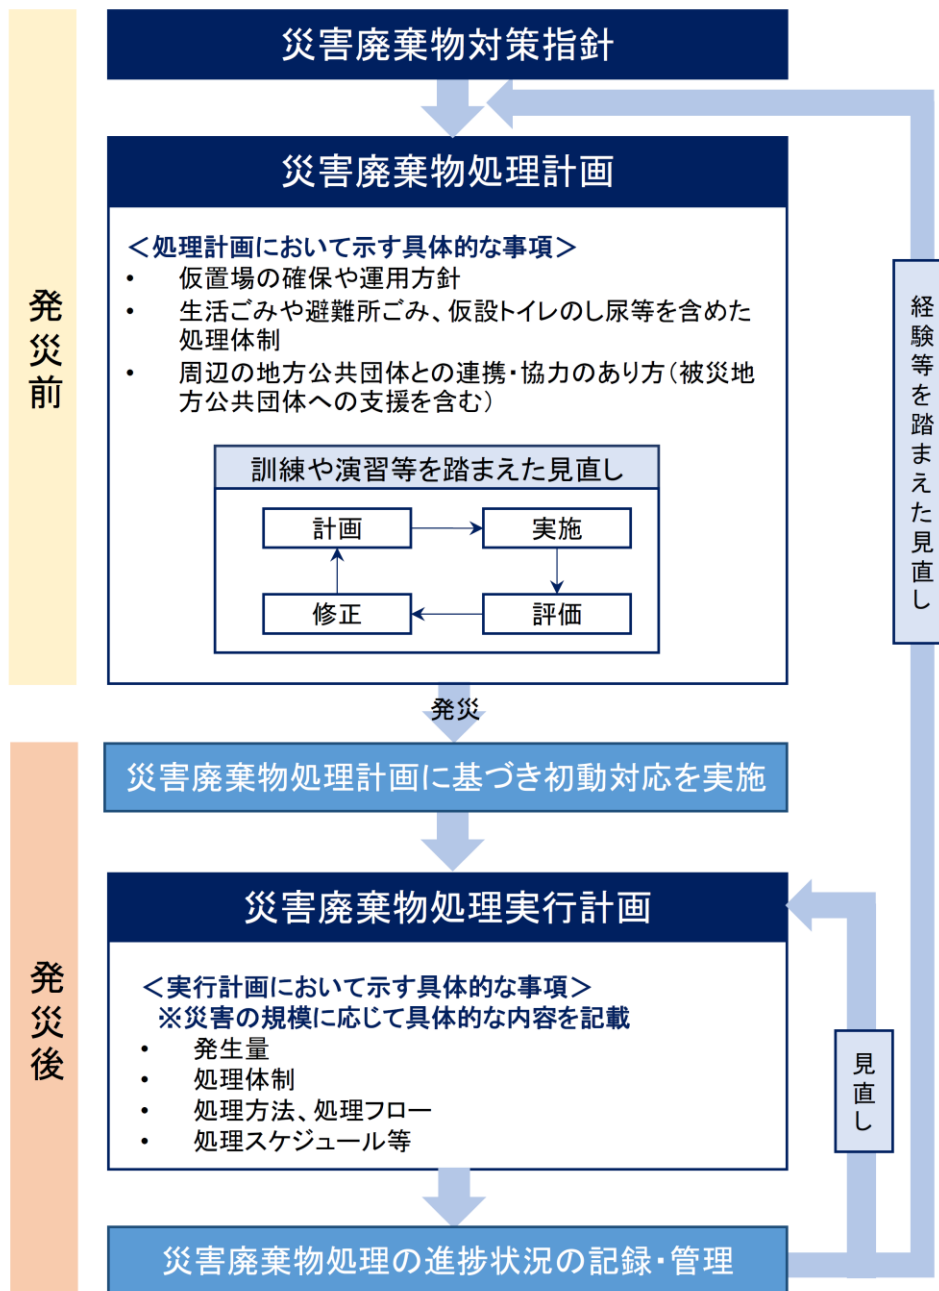 災害廃棄物対策指針
発災前
災害廃棄物処理計画
＜処理計画において示す具体的な事項＞
• 仮置場の確保や運用方針
• 生活ごみや避難所ごみ、仮設トイレのし尿等を含めた
処理体制
• 周辺の地方公共団体との連携・協力のあり方（被災地
方公共団体への支援を含む）
訓練や演習等を踏まえた見直し
計画
実施
修正
評価
経験等を踏まえた見直し
発災
発災後
災害廃棄物処理計画に基づき初動対応を実施
災害廃棄物処理実行計画
＜実行計画において示す具体的な事項＞
※災害の規模に応じて具体的な内容を記載
• 発生量
• 処理体制
• 処理方法、処理フロー
• 処理スケジュール等
見直し
災害廃棄物処理の進捗状況の記録・管理